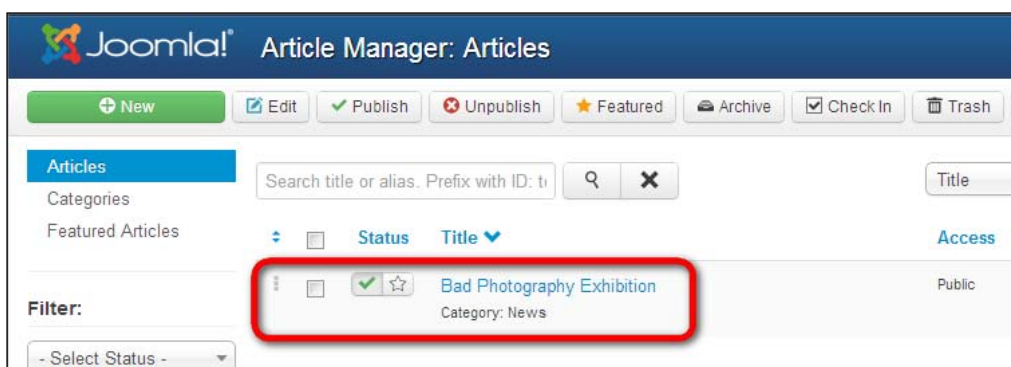 Joomla!® Article Manager: Articles
New Edit Publish Unpublish Featured Archive Check In Trash
Articles
Categories
Featured Articles
Search title or alias. Prefix with ID: Title
Status Title Access
Bad Photography Exhibition Public
Category: News
Filter:
- Select Status -